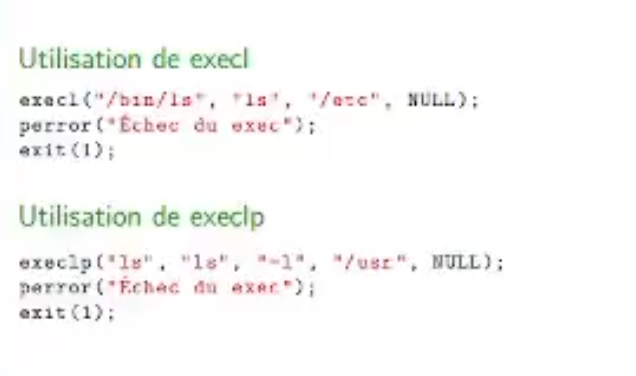 Utilisation de execl
execl("/bin/ls", "ls", "/etc", NULL);
perror("Échec du exec");
exit(1);
Utilisation de execlp
execlp("ls", "ls", "-l", "/usr", NULL);
perror("Échec du exec");
exit(1);